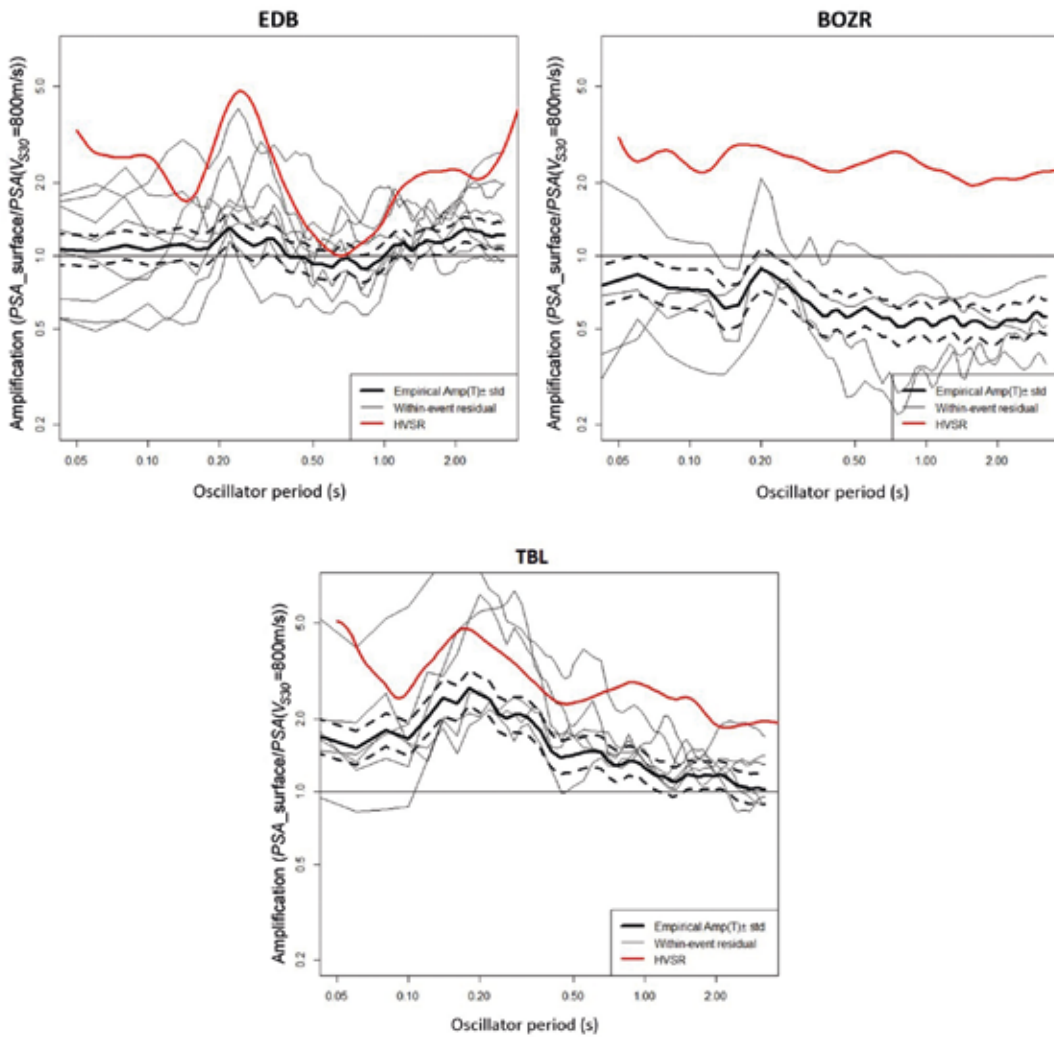 EDB
Amplification (PSA_surface/PSA(VS30=800m/s))
5.0
2.0
1.0
0.5
0.2
Empirical Amp(T)± std
Within-event residual
HVSR
0.05 0.10 0.20 0.50 1.00 2.00
Oscillator period (s)
BOZR
Amplification (PSA_surface/PSA(VS30=800m/s))
5.0
2.0
1.0
0.5
0.2
Empirical Amp(T)± std
Within-event residual
HVSR
0.05 0.10 0.20 0.50 1.00 2.00
Oscillator period (s)
TBL
Amplification (PSA_surface/PSA(VS30=800m/s))
5.0
2.0
1.0
0.5
0.2
Empirical Amp(T)± std
Within-event residual
HVSR
0.05 0.10 0.20 0.50 1.00 2.00
Oscillator period (s)